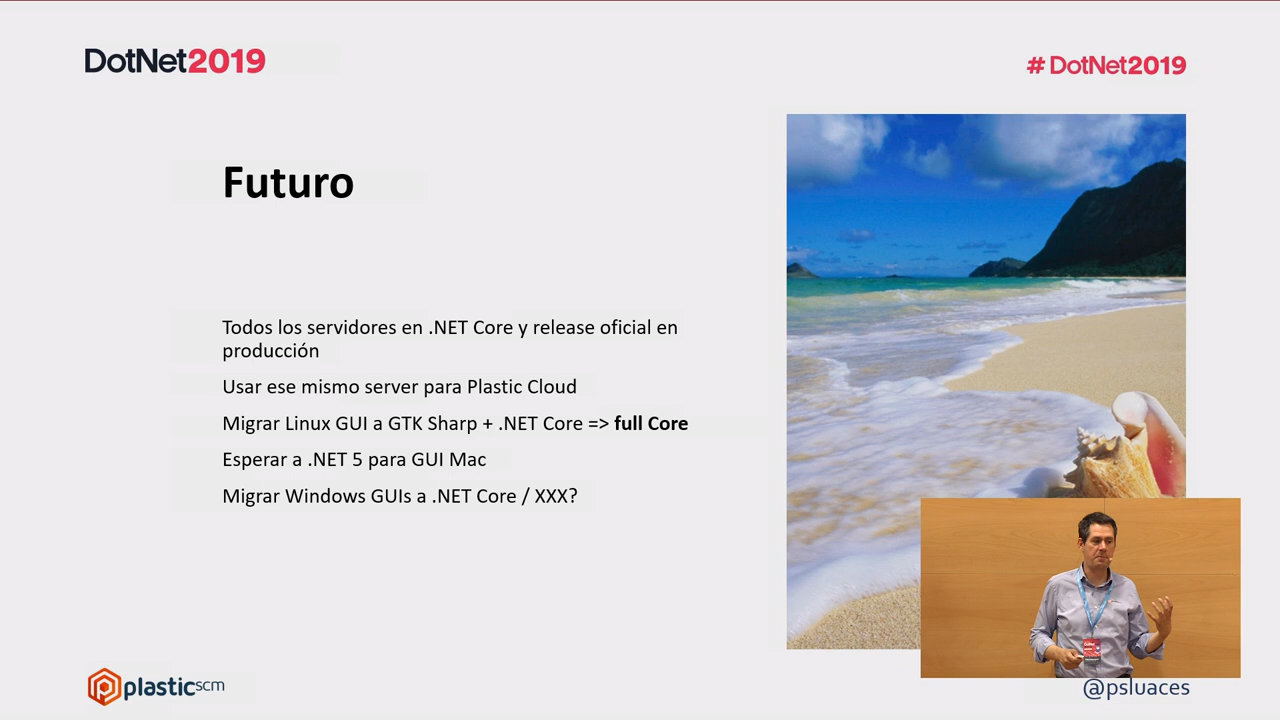 DotNet2019
# DotNet2019
Futuro
Todos los servidores en .NET Core y release oficial en
producción
Usar ese mismo server para Plastic Cloud
Migrar Linux GUI a GTK Sharp + .NET Core => full Core
Esperar a .NET 5 para GUI Mac
Migrar Windows GUIs a .NET Core / XXX?
plasticscm
@psluaces